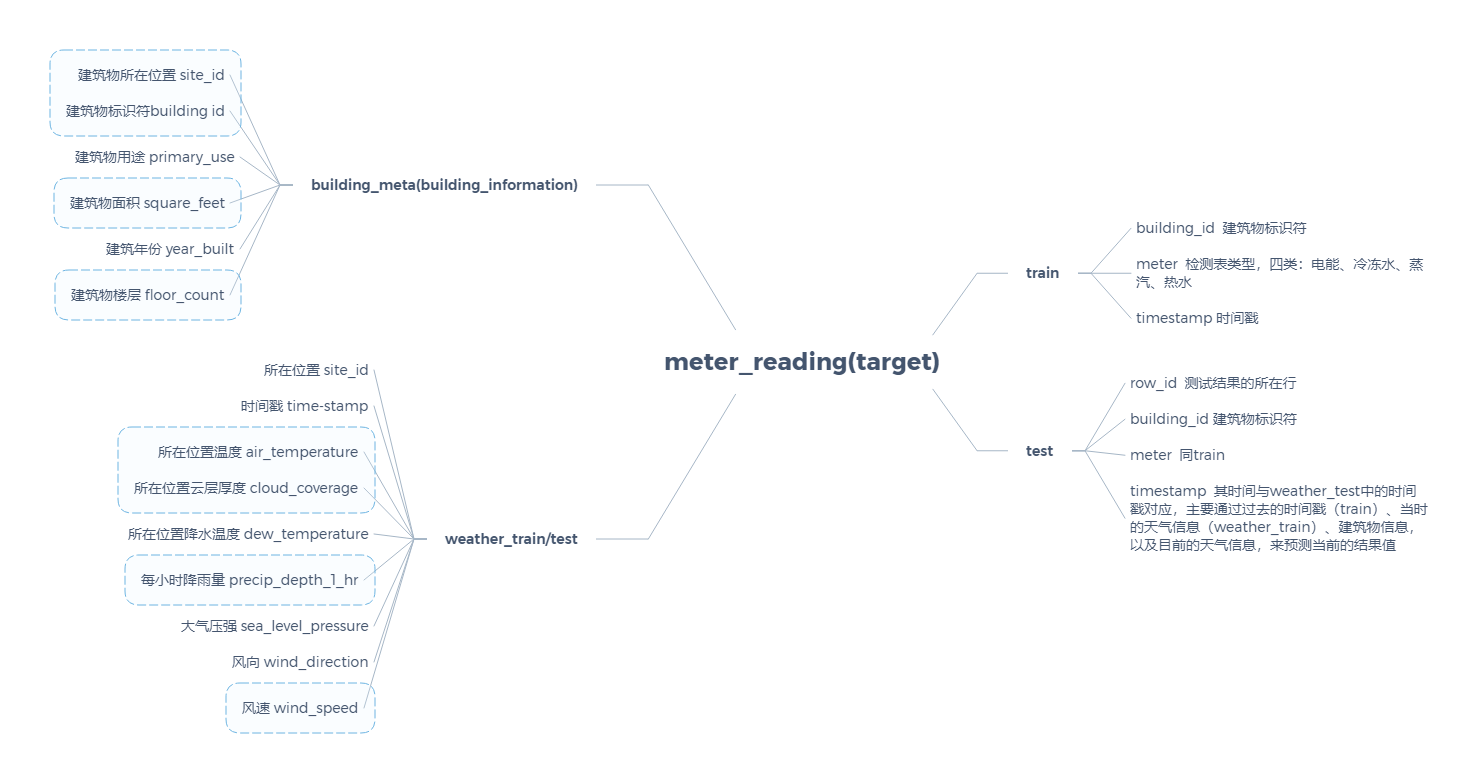 建筑物所在位置 site_id
建筑物标识符building id
建筑物用途 primary_use
建筑物面积 square_feet
建筑年份 year_built
建筑物楼层 floor_count
building_meta(building_information)
所在位置 site_id
时间戳 time-stamp
所在位置温度 air_temperature
所在位置云层厚度 cloud_coverage
所在位置降水温度 dew_temperature
每小时降雨量 precip_depth_1_hr
大气压强 sea_level_pressure
风向 wind_direction
风速 wind_speed
weather_train/test
meter_reading(target)
train
building_id  建筑物标识符
meter  检测表类型，四类：电能、冷冻水、蒸
汽、热水
timestamp 时间戳
test
row_id  测试结果的所在行
building_id 建筑物标识符
meter  同train
timestamp  其时间与weather_test中的时间
戳对应，主要通过过去的时间戳（train）、当时
的天气信息（weather_train）、建筑物信息，
以及目前的天气信息，来预测当前的结果值